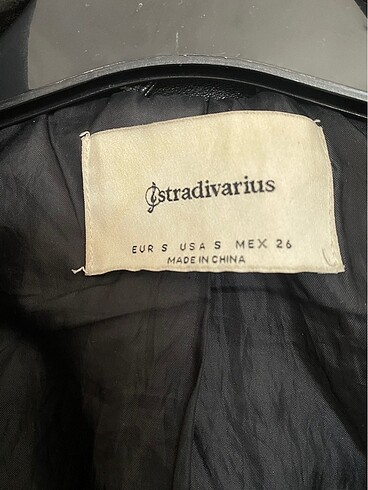 stradivarius
EUR S USA S MEX 26
MADE IN CHINA